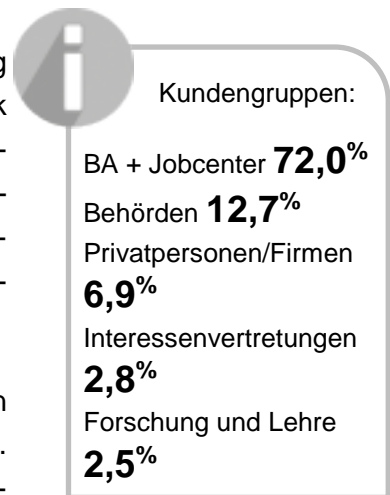 g
k
-
-
-
-
n
.
-
i
Kundengruppen:
BA + Jobcenter 72,0%
Behörden 12,7%
Privatpersonen/Firmen
6,9%
Interessenvertretungen
2,8%
Forschung und Lehre
2,5%